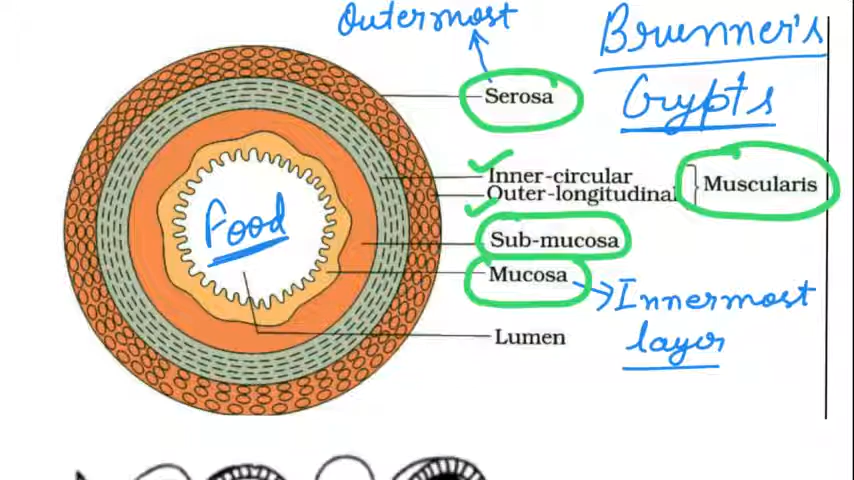 Outermost
Brunner's
Crypts
Serosa
Inner-circular
Outer-longitudinal
Muscularis
Food
Sub-mucosa
Mucosa
Innermost
layer
Lumen